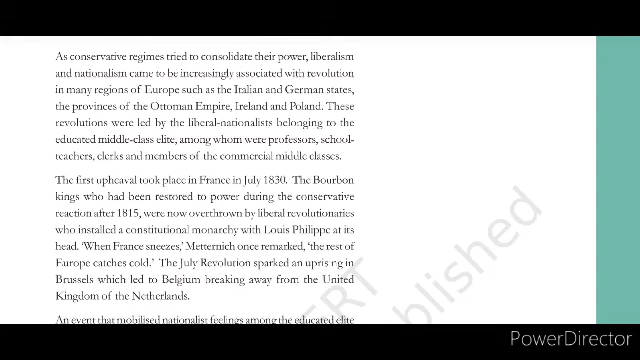 As conservative regimes tried to consolidate their power, liberalism
and nationalism came to be increasingly associated with revolution
in many regions of Europe such as the Italian and German states,
the provinces of the Ottoman Empire, Ireland and Poland. These
revolutions were led by the liberal-nationalists belonging to the
educated middle-class elite, among whom were professors, school-
teachers, clerks and members of the commercial middle classes.
The first upheaval took place in France in July 1830. The Bourbon
kings who had been restored to power during the conservative
reaction after 1815, were now overthrown by liberal revolutionaries
who installed a constitutional monarchy with Louis Philippe at its
head. ‘When France sneezes,’ Metternich once remarked, ‘the rest of
Europe catches cold.’ The July Revolution sparked an uprising in
Brussels which led to Belgium breaking away from the United
Kingdom of the Netherlands.
An event that mobilised nationalist feelings among the educated elite
PowerDirector